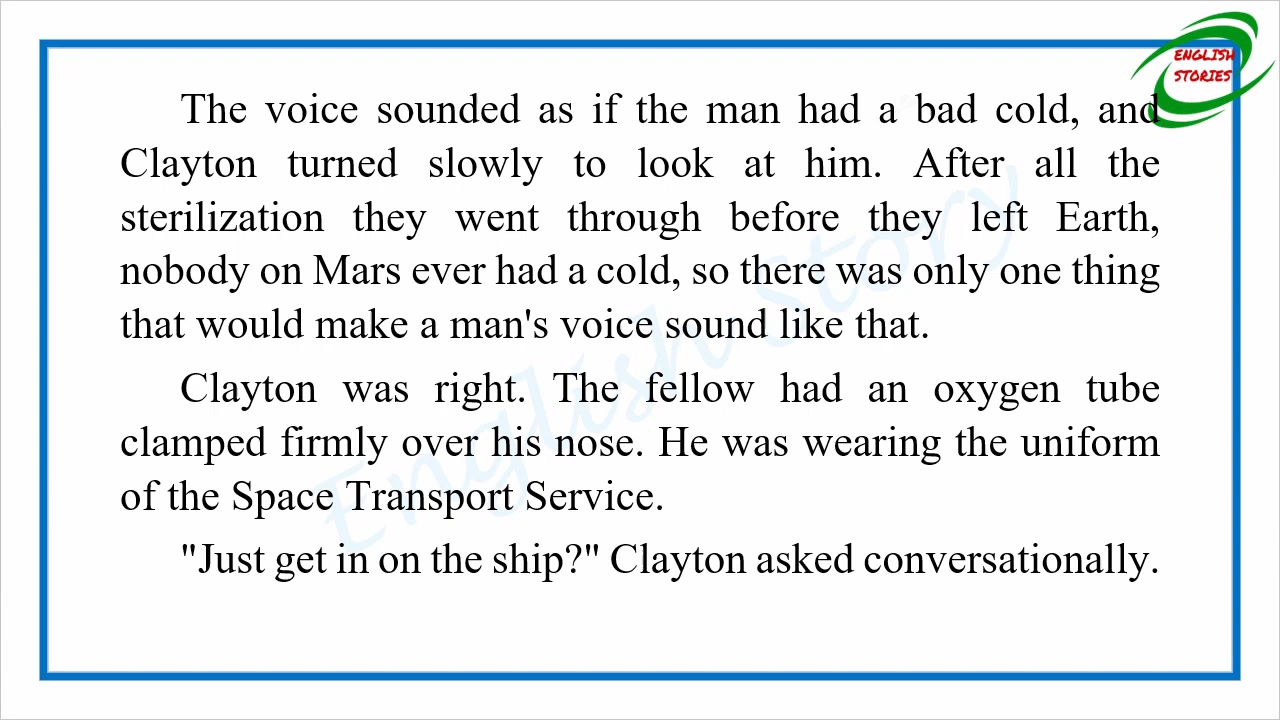 ENGLISH
STORIES
The voice sounded as if the man had a bad cold, and
Clayton turned slowly to look at him. After all the
sterilization they went through before they left Earth,
nobody on Mars ever had a cold, so there was only one thing
that would make a man's voice sound like that.
Clayton was right. The fellow had an oxygen tube
clamped firmly over his nose. He was wearing the uniform
of the Space Transport Service.
"Just get in on the ship?" Clayton asked conversationally.
English Story